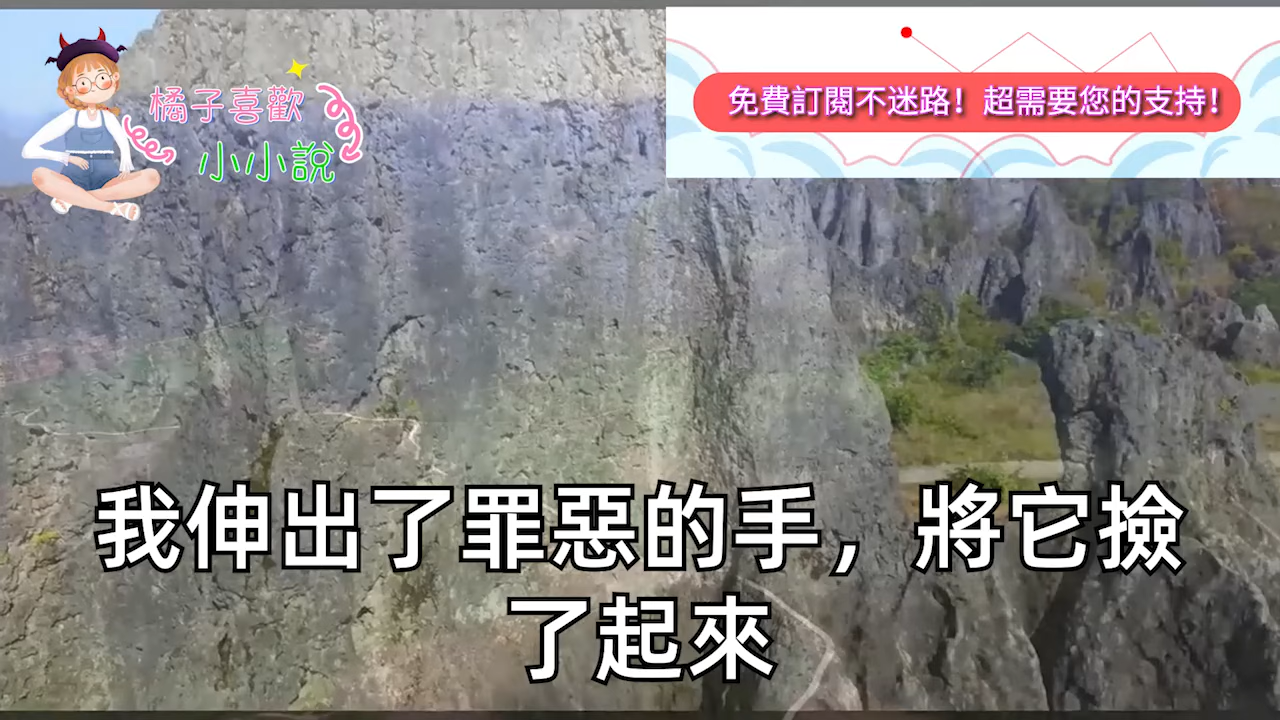 橘子喜歡
小小說
免費訂閱不迷路！超需要您的支持！
我伸出了罪惡的手，將它撿
了起來